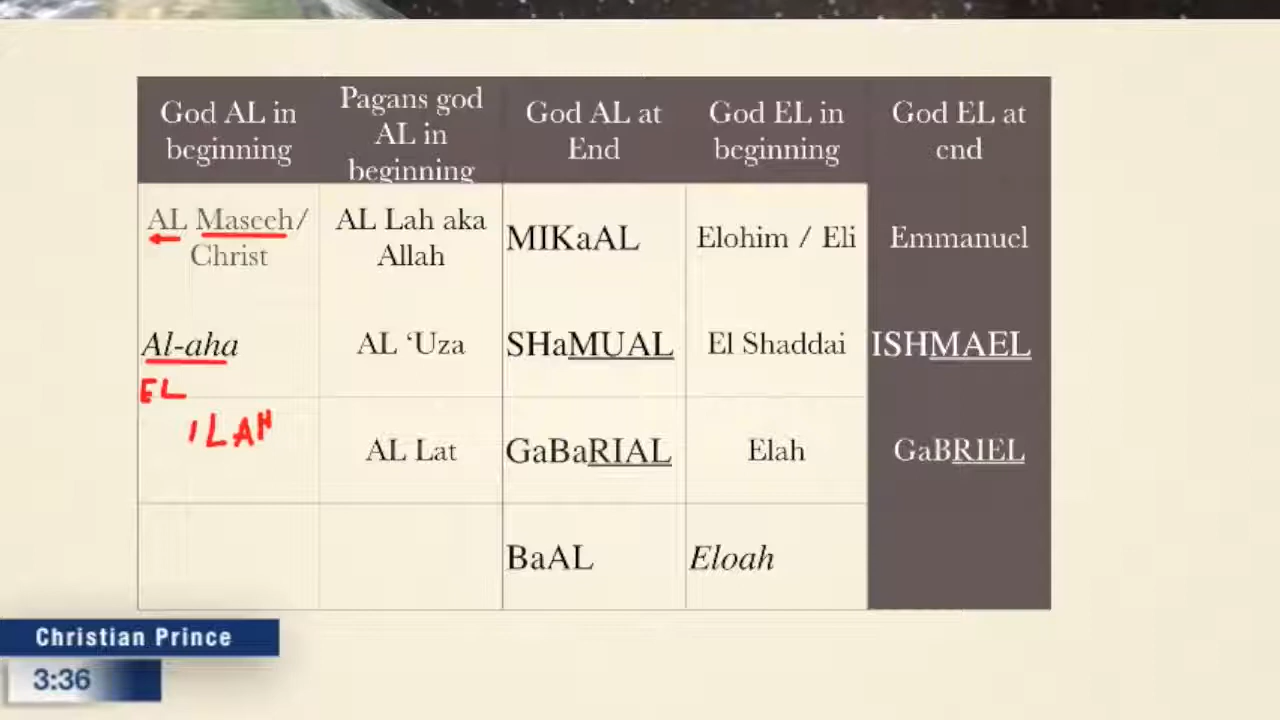 God AL in
beginning
Pagans god
AL in
beginning
God AL at
End
God EL in
beginning
God EL at
end
AL Maseeh/
Christ
AL Lah aka
Allah
MIKaAL
Elohim / Eli
Emmanuel
Al-aha
AL ‘Uza
SHaMUAL
El Shaddai
ISHMAEL
EL
ILAH
AL Lat
GaBaRIAL
Elah
GaBRIEL
BaAL
Eloah
Christian Prince
3:36